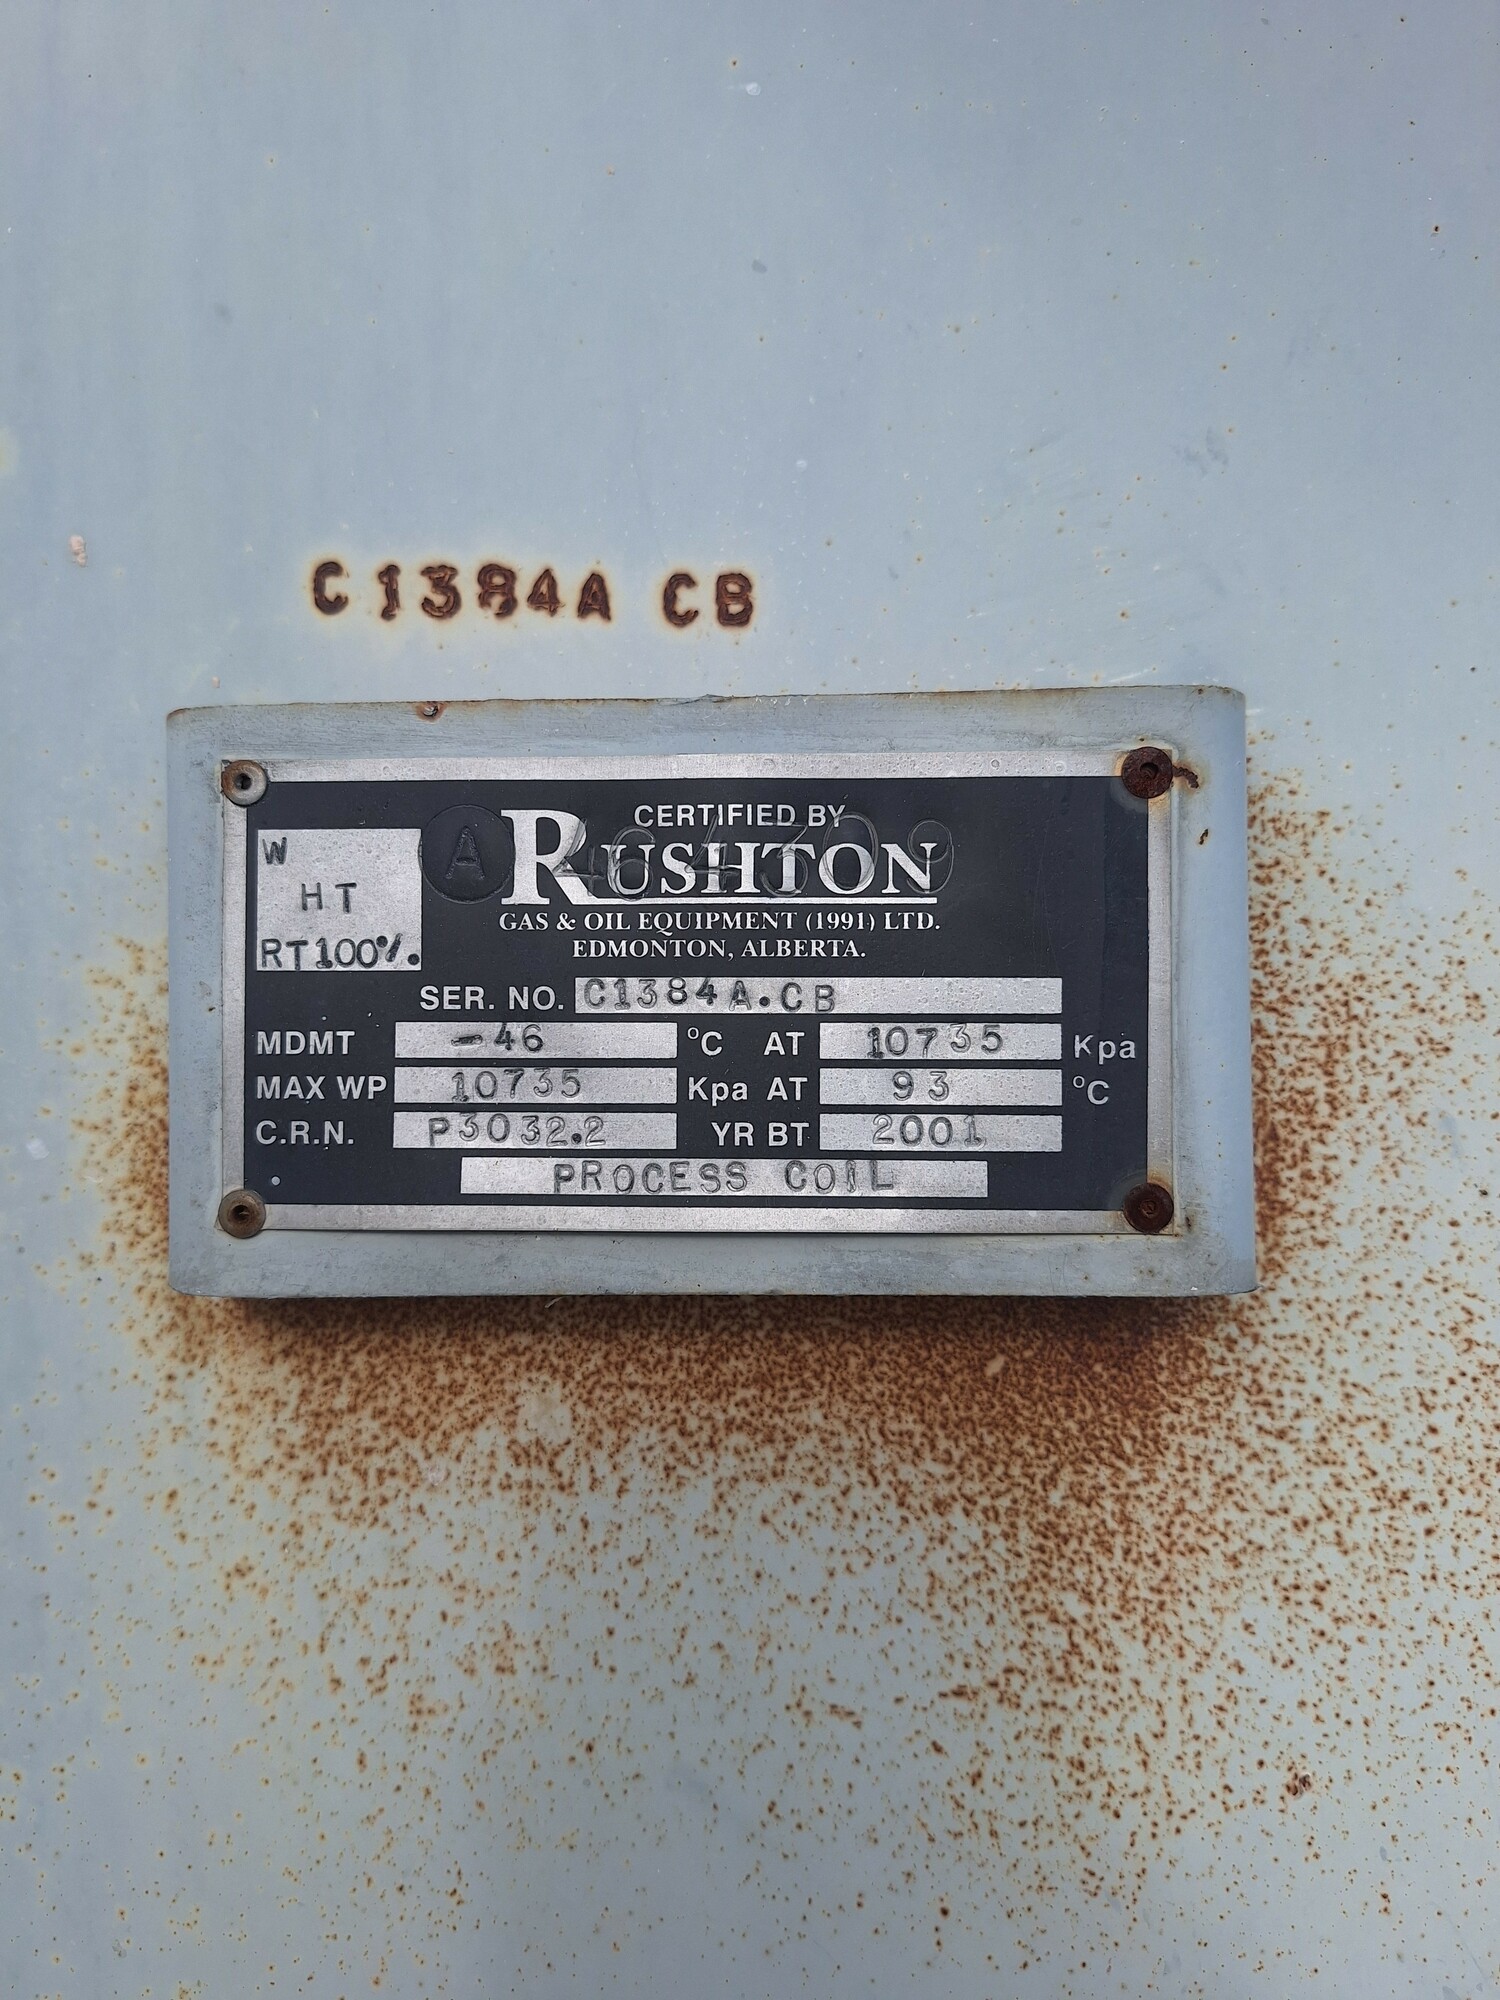 C1384A CB
CERTIFIED BY
A 464309
RUSHTON
GAS & OIL EQUIPMENT (1991) LTD.
EDMONTON, ALBERTA.
W
HT
RT100%.
SER. NO. C1384A.CB
MDMT -46 °C AT 10735 Kpa
MAX WP 10735 Kpa AT 93 °C
C.R.N. P3032.2 YR BT 2001
PROCESS COIL